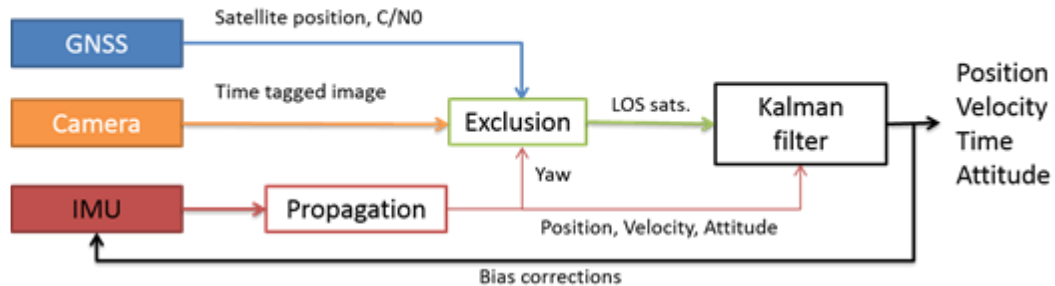 Satellite position, C/N0
GNSS
Time tagged image
Camera
Exclusion
LOS sats.
Kalman
filter
Position
Velocity
Time
Attitude
Yaw
IMU
Propagation
Position, Velocity, Attitude
Bias corrections